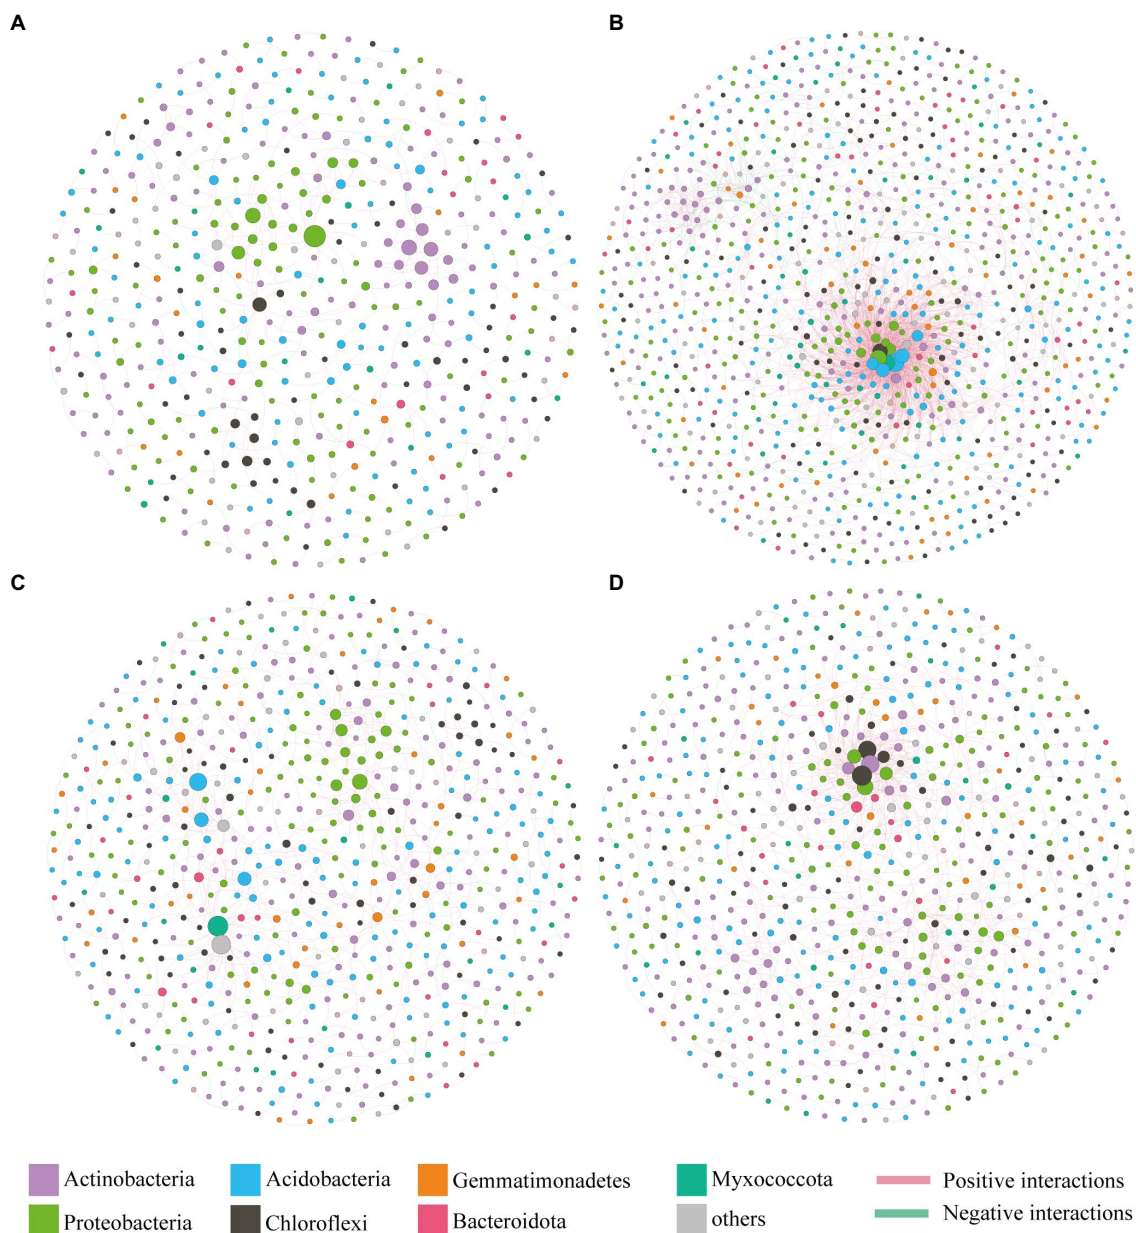 A
B
C
D
Actinobacteria
Acidobacteria
Gemmatimonadetes
Myxococcota
Positive interactions
Proteobacteria
Chloroflexi
Bacteroidota
others
Negative interactions